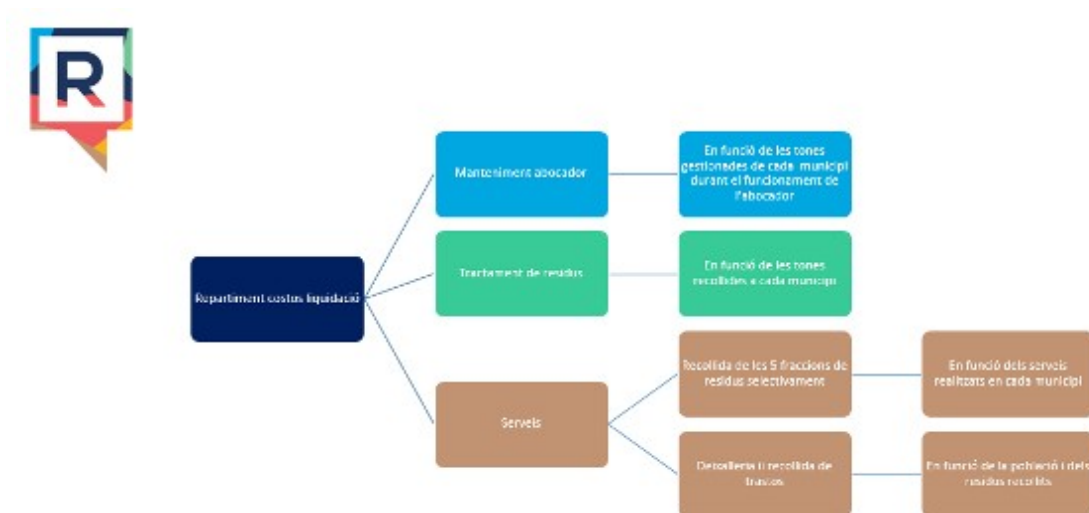 R
Manteniment abocador
En funció de les tones
gestionades de cada municipi
durant el funcionament de
l'abocador
Repartiment costos liquidació
Tractament de residus
En funció de les tones
recollides a cada municipi
Serveis
Recollida de les 5 fraccions de
residus selectivament
En funció dels serveis
realitzats en cada municipi
Deixalleria i recollida de
trastos
En funció de la població i dels
residus recollits